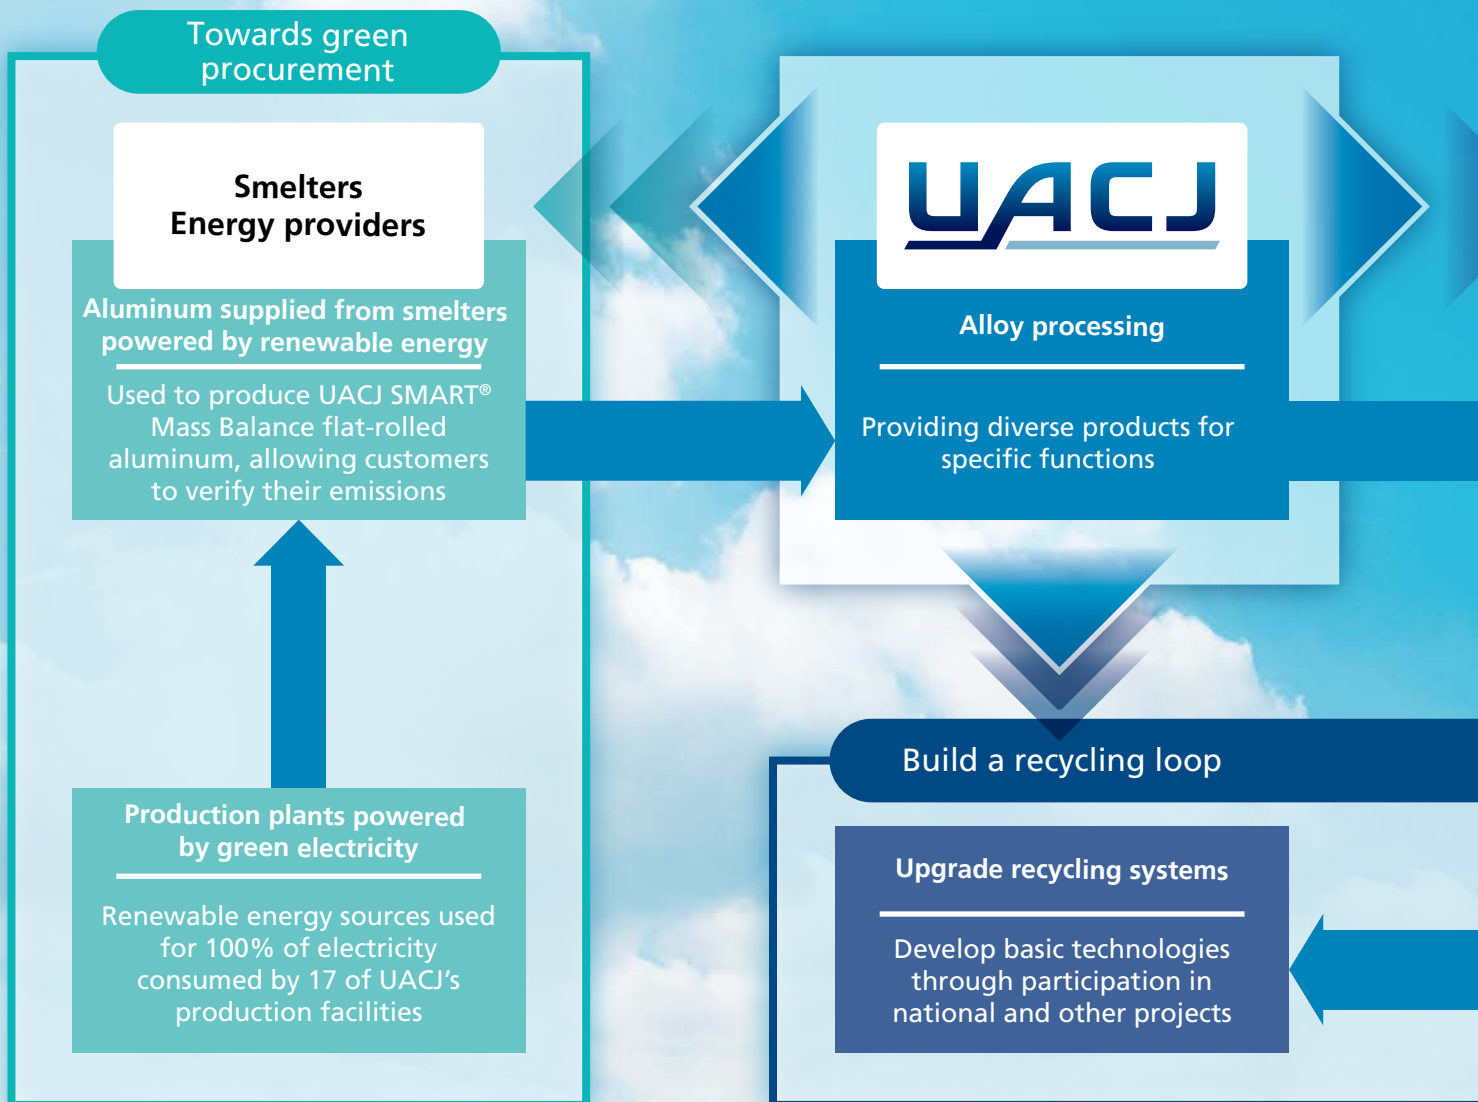 Towards green
procurement
Smelters
Energy providers
Aluminum supplied from smelters
powered by renewable energy
Used to produce UACJ SMART®
Mass Balance flat-rolled
aluminum, allowing customers
to verify their emissions
Production plants powered
by green electricity
Renewable energy sources used
for 100% of electricity
consumed by 17 of UACJ’s
production facilities
UACJ
Alloy processing
Providing diverse products for
specific functions
Build a recycling loop
Upgrade recycling systems
Develop basic technologies
through participation in
national and other projects